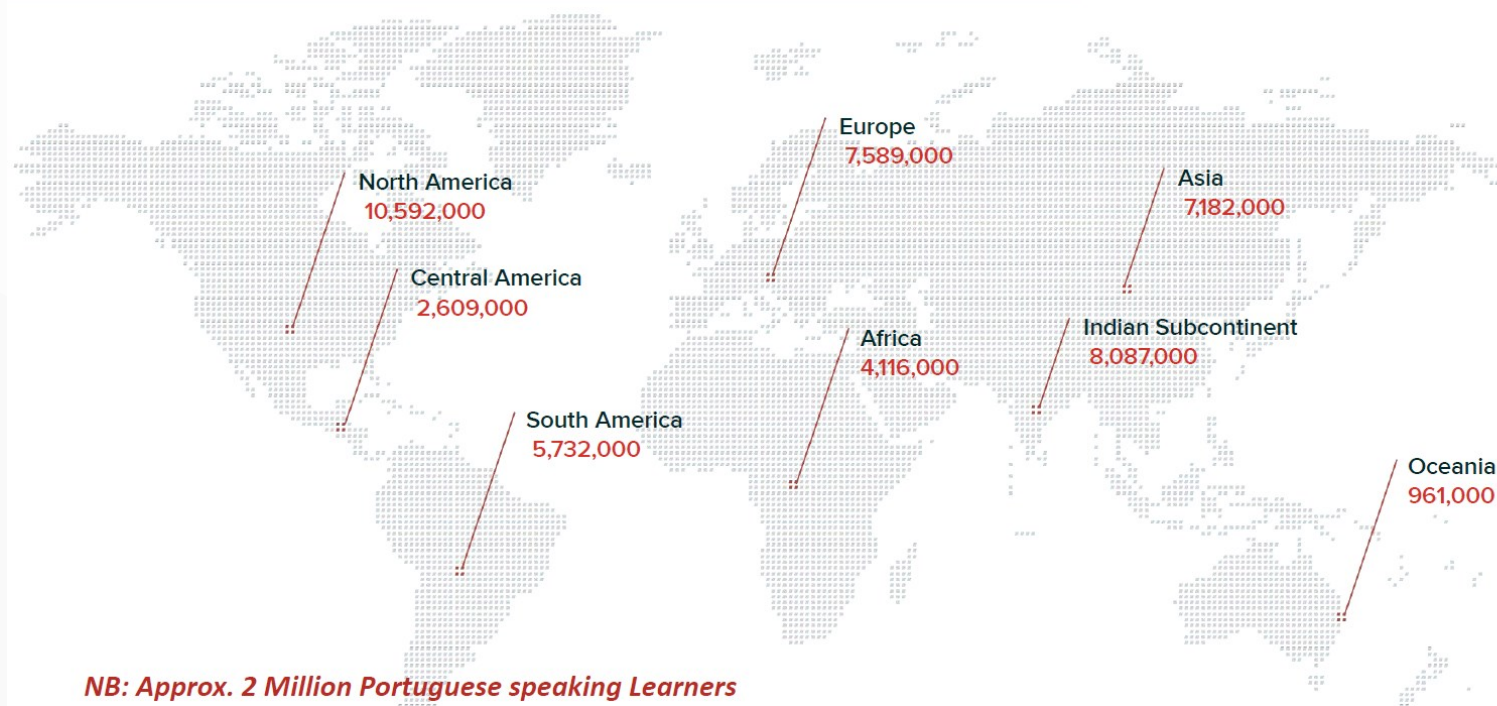 Europe
7,589,000
Asia
7,182,000
North America
10,592,000
Central America
2,609,000
Indian Subcontinent
8,087,000
Africa
4,116,000
South America
5,732,000
Oceania
961,000
NB: Approx. 2 Million Portuguese speaking Learners